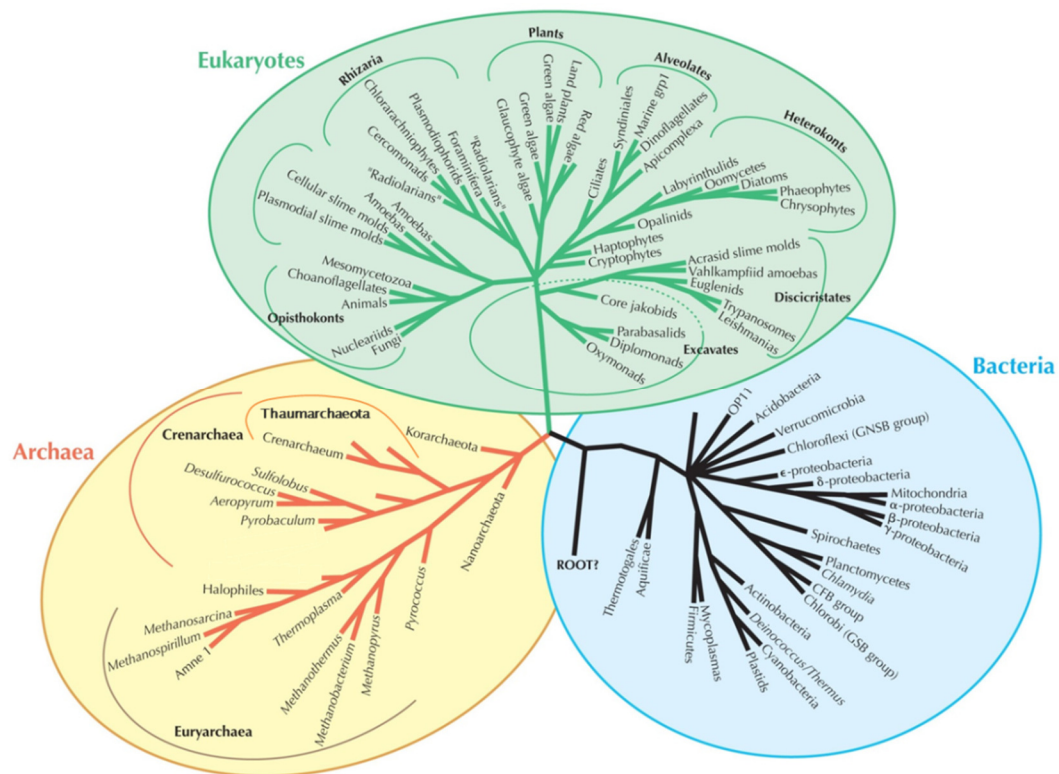 Eukaryotes
Rhizaria
Plants
Alveolates
Heterokonts
Discicristates
Excavates
Opisthokonts
Plasmodial slime molds
Cellular slime molds
Amoebas
Amoebas
"Radiolarians"
Cercomonads
Chlorarachniophytes
Plasmodiophorids
Foraminifera
"Radiolarians"
Glaucophyte algae
Green algae
Green algae
Land plants
Red algae
Ciliates
Syndiniales
Marine grp1
Dinoflagellates
Apicomplexa
Labyrinthulids
Oomycetes
Diatoms
Phaeophytes
Chrysophytes
Opalinids
Haptophytes
Cryptophytes
Acrasid slime molds
Vahlkampfiid amoebas
Euglenids
Trypanosomes
Leishmanias
Core jakobids
Parabasalids
Diplomonads
Oxymonads
Mesomycetozoa
Choanoflagellates
Animals
Nucleariids
Fungi
Archaea
Crenarchaea
Thaumarchaeota
Crenarchaeum
Korarchaeota
Sulfolobus
Desulfurococcus
Aeropyrum
Pyrobaculum
Nanoarchaeota
Halophiles
Methanosarcina
Methanospirillum
Amne 1
Thermoplasma
Methanothermus
Methanobacterium
Methanopyrus
Pyrococcus
Euryarchaea
Bacteria
ROOT?
Thermotogales
Aquificae
OP11
Acidobacteria
Verrucomicrobia
Chloroflexi (GNSB group)
ϵ-proteobacteria
δ-proteobacteria
Mitochondria
α-proteobacteria
β-proteobacteria
γ-proteobacteria
Spirochaetes
Planctomycetes
Chlamydia
CFB group
Chlorobi (GSB group)
Actinobacteria
Deinococcus/Thermus
Cyanobacteria
Plastids
Mycoplasmas
Firmicutes